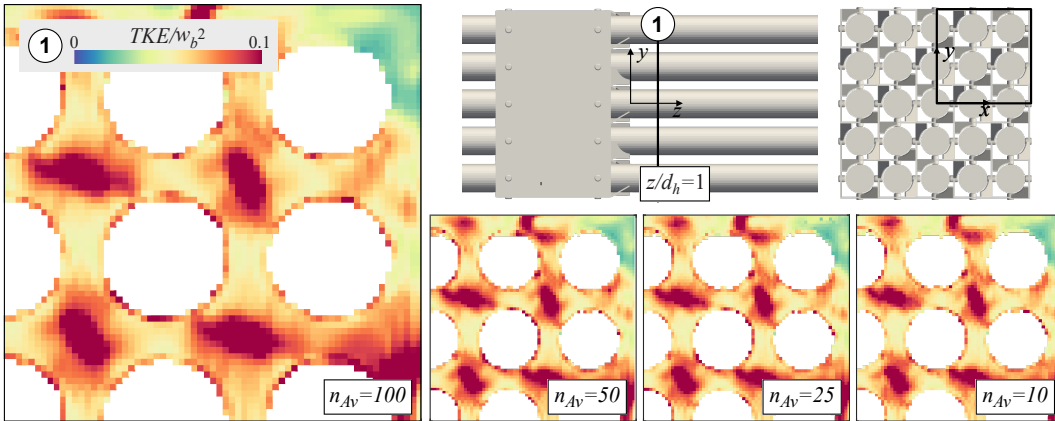 1
TKE/w_b^2
0
0.1
n_Av=100
1
y
z
z/d_h=1
y
x
n_Av=50
n_Av=25
n_Av=10